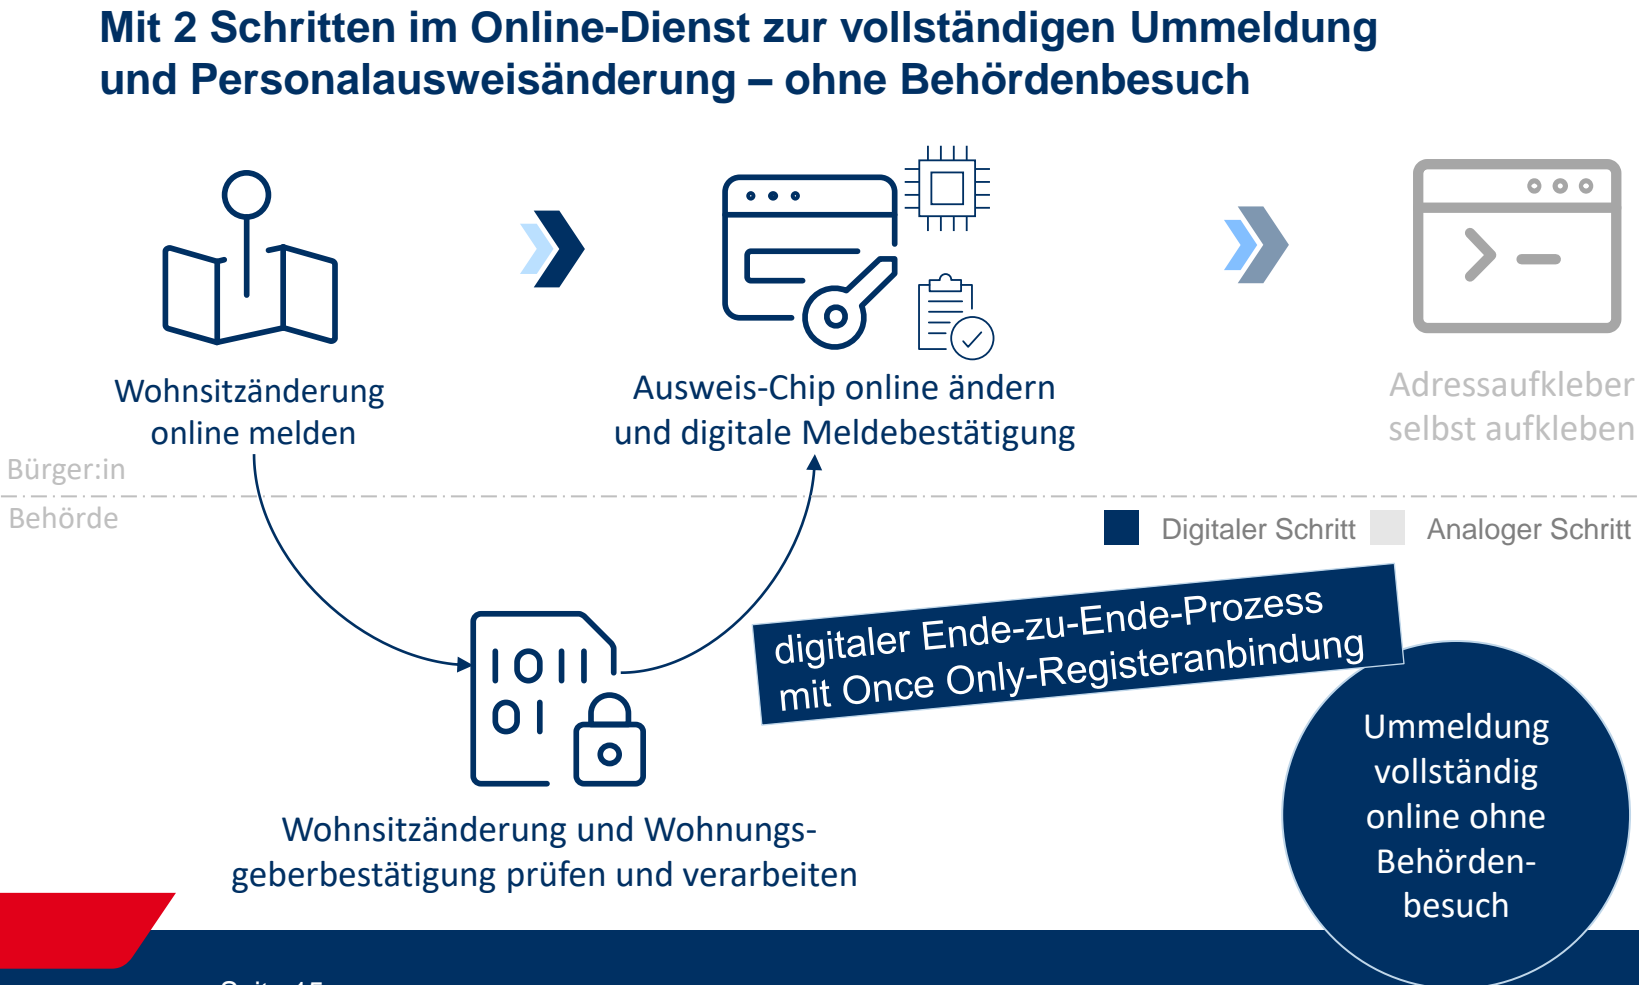 Mit 2 Schritten im Online-Dienst zur vollständigen Ummeldung
und Personalausweisänderung – ohne Behördenbesuch
Wohnsitzänderung
online melden
Ausweis-Chip online ändern
und digitale Meldebestätigung
Adressaufkleber
selbst aufkleben
Bürger:in
Behörde
Digitaler Schritt
Analoger Schritt
digitaler Ende-zu-Ende-Prozess
mit Once Only-Registeranbindung
1011
01
Wohnsitzänderung und Wohnungs-
geberbestätigung prüfen und verarbeiten
Ummeldung
vollständig
online ohne
Behörden-
besuch